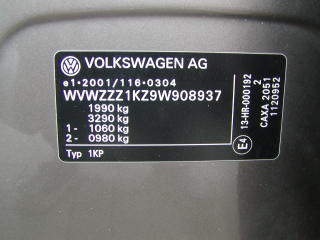 VOLKSWAGEN AG
e1*2001/116*0304
WVWZZZ1KZ9W908937
1990 kg
3290 kg
1- 1060 kg
2- 0980 kg
Typ 1KP
E4
13-HR-000192
2
CAXA 2051
1120952